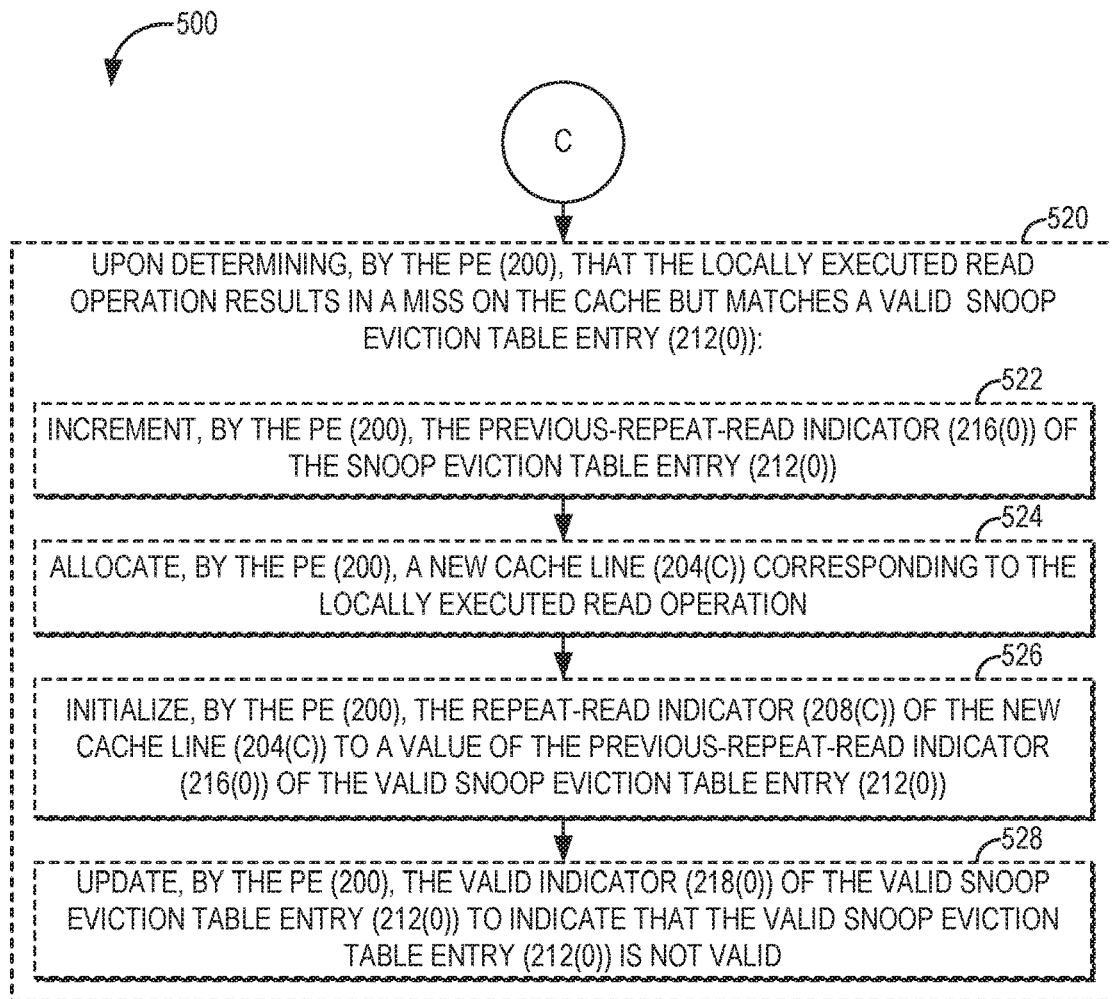 500
C
520
UPON DETERMINING, BY THE PE (200), THAT THE LOCALLY EXECUTED READ
OPERATION RESULTS IN A MISS ON THE CACHE BUT MATCHES A VALID SNOOP
EVICTION TABLE ENTRY (212(0)):
522
INCREMENT, BY THE PE (200), THE PREVIOUS-REPEAT-READ INDICATOR (216(0)) OF
THE SNOOP EVICTION TABLE ENTRY (212(0))
524
ALLOCATE, BY THE PE (200), A NEW CACHE LINE (204(C)) CORRESPONDING TO THE
LOCALLY EXECUTED READ OPERATION
526
INITIALIZE, BY THE PE (200), THE REPEAT-READ INDICATOR (208(C)) OF THE NEW
CACHE LINE (204(C)) TO A VALUE OF THE PREVIOUS-REPEAT-READ INDICATOR
(216(0)) OF THE VALID SNOOP EVICTION TABLE ENTRY (212(0))
528
UPDATE, BY THE PE (200), THE VALID INDICATOR (218(0)) OF THE VALID SNOOP
EVICTION TABLE ENTRY (212(0)) TO INDICATE THAT THE VALID SNOOP EVICTION
TABLE ENTRY (212(0)) IS NOT VALID